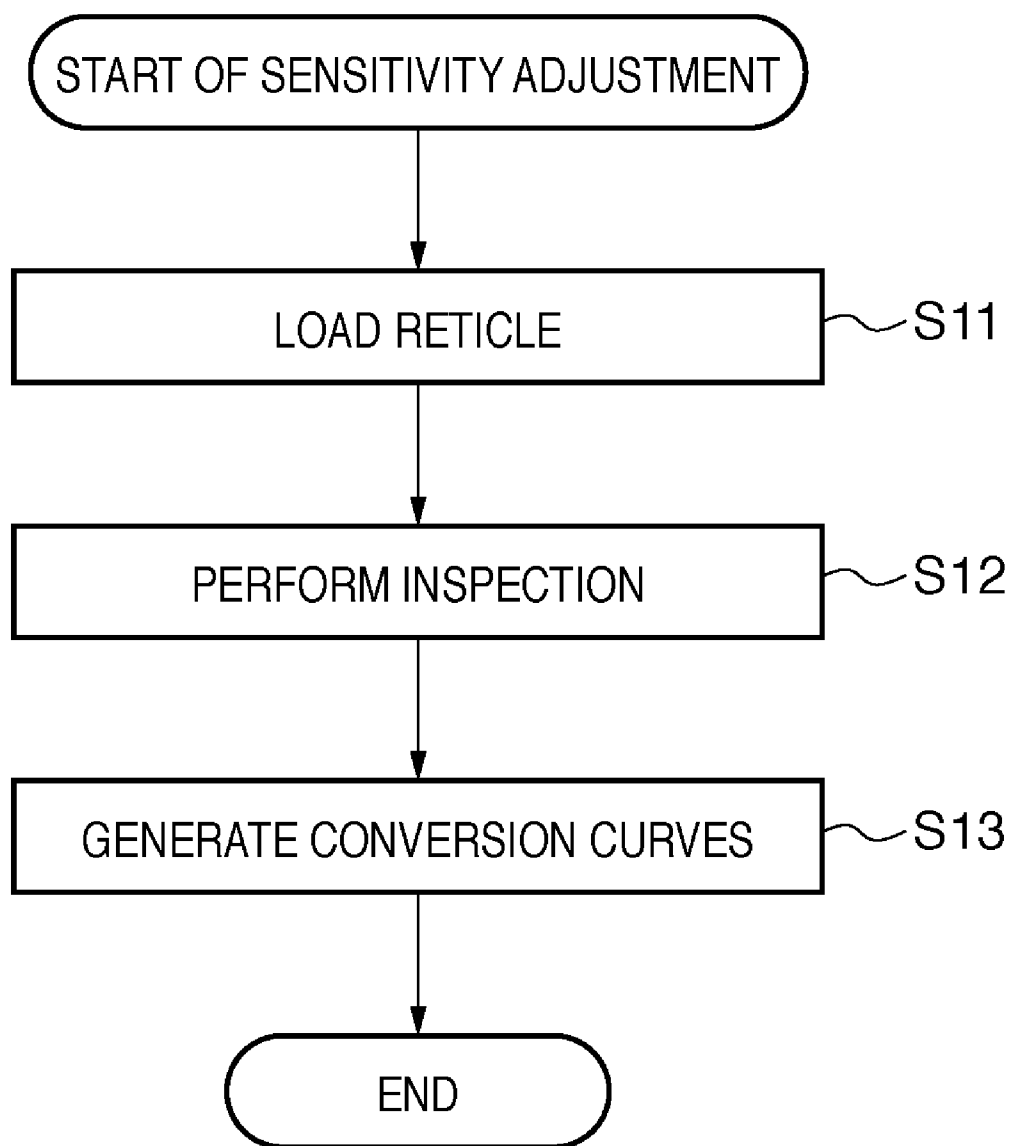 START OF SENSITIVITY ADJUSTMENT
LOAD RETICLE
S11
PERFORM INSPECTION
S12
GENERATE CONVERSION CURVES
S13
END